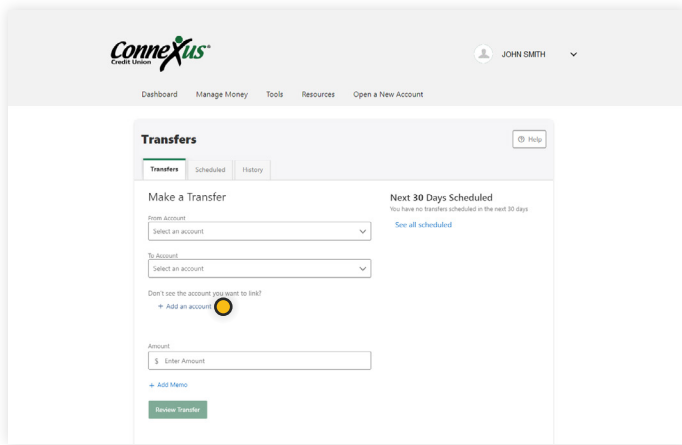 Connexus®
Credit Union
JOHN SMITH
Dashboard Manage Money Tools Resources Open a New Account
Transfers
Help
Transfers Scheduled History
Make a Transfer
From Account
Select an account
To Account
Select an account
Don't see the account you want to link?
+ Add an account
Amount
$ Enter Amount
+ Add Memo
Review Transfer
Next 30 Days Scheduled
You have no transfers scheduled in the next 30 days
See all scheduled